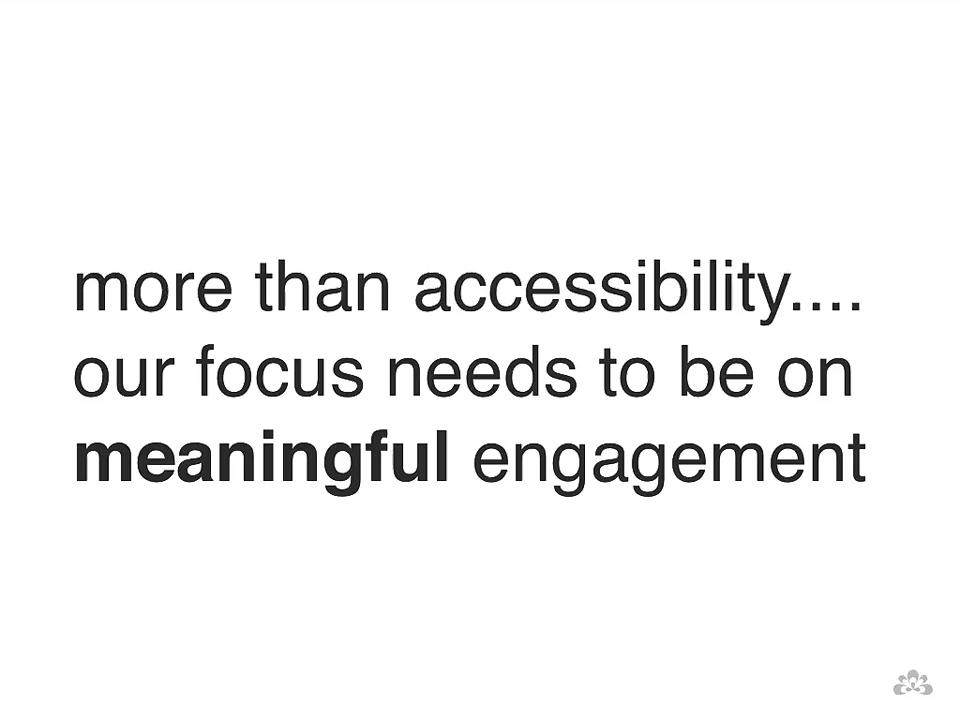 more than accessibility....
our focus needs to be on
meaningful engagement